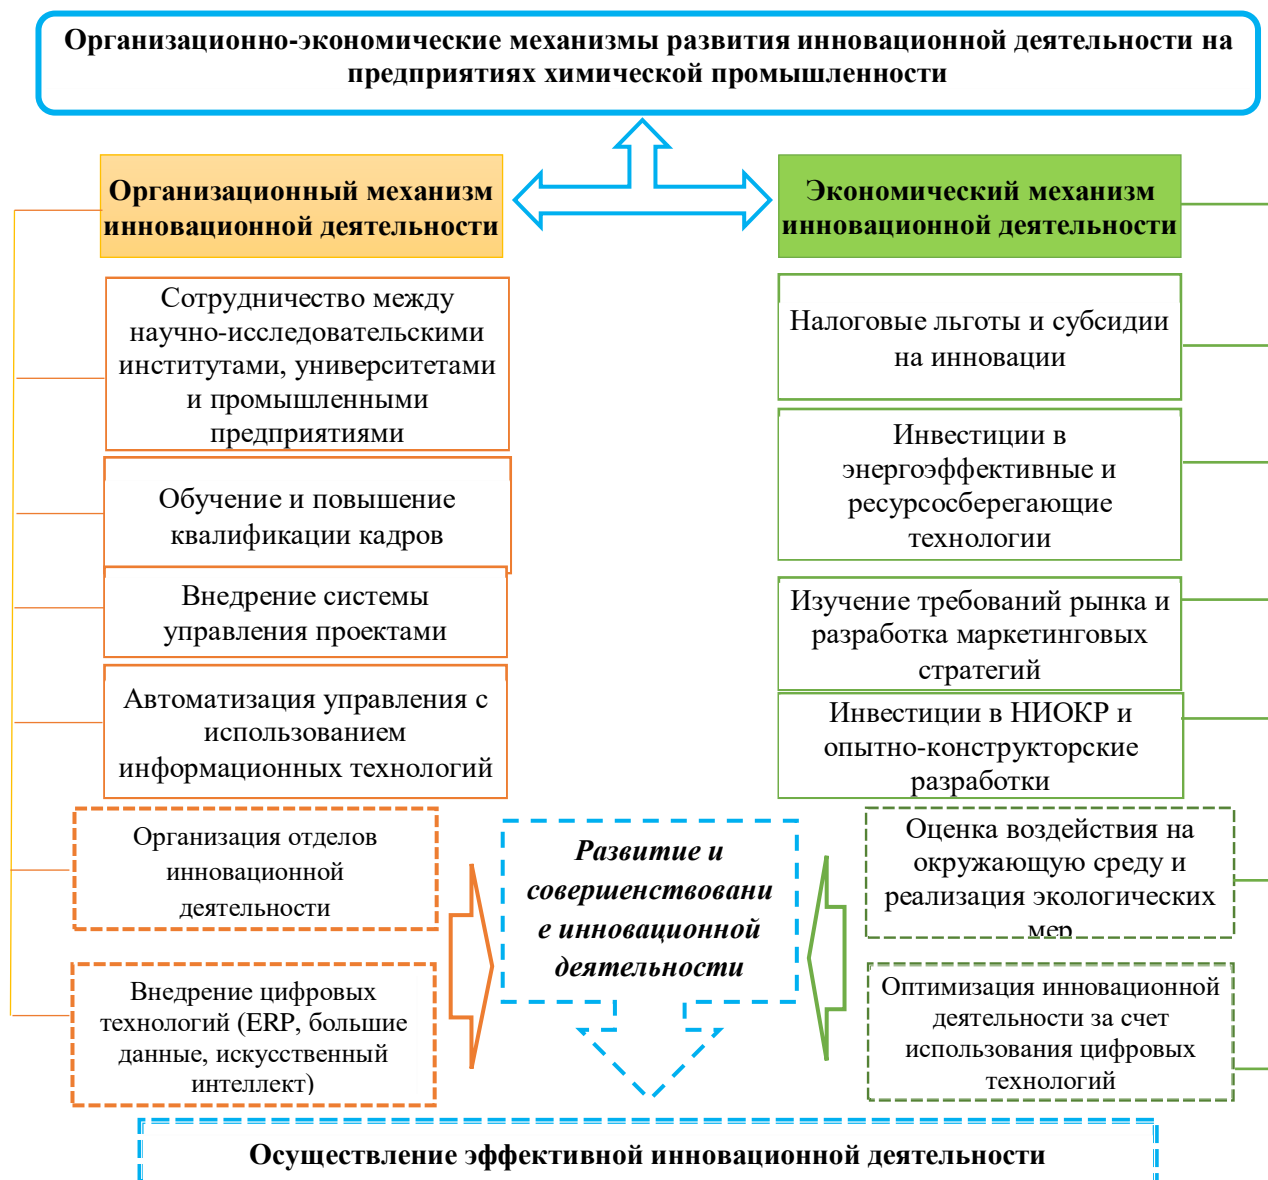 Организационно-экономические механизмы развития инновационной деятельности на
предприятиях химической промышленности
Организационный механизм
инновационной деятельности
Экономический механизм
инновационной деятельности
Сотрудничество между
научно-исследовательскими
институтами, университетами
и промышленными
предприятиями
Обучение и повышение
квалификации кадров
Внедрение системы
управления проектами
Автоматизация управления с
использованием
информационных технологий
Организация отделов
инновационной
деятельности
Внедрение цифровых
технологий (ERP, большие
данные, искусственный
интеллект)
Налоговые льготы и субсидии
на инновации
Инвестиции в
энергоэффективные и
ресурсосберегающие
технологии
Изучение требований рынка и
разработка маркетинговых
стратегий
Инвестиции в НИОКР и
опытно-конструкторские
разработки
Оценка воздействия на
окружающую среду и
реализация экологических
мер
Оптимизация инновационной
деятельности за счет
использования цифровых
технологий
Развитие и
совершенствовани
е инновационной
деятельности
Осуществление эффективной инновационной деятельности